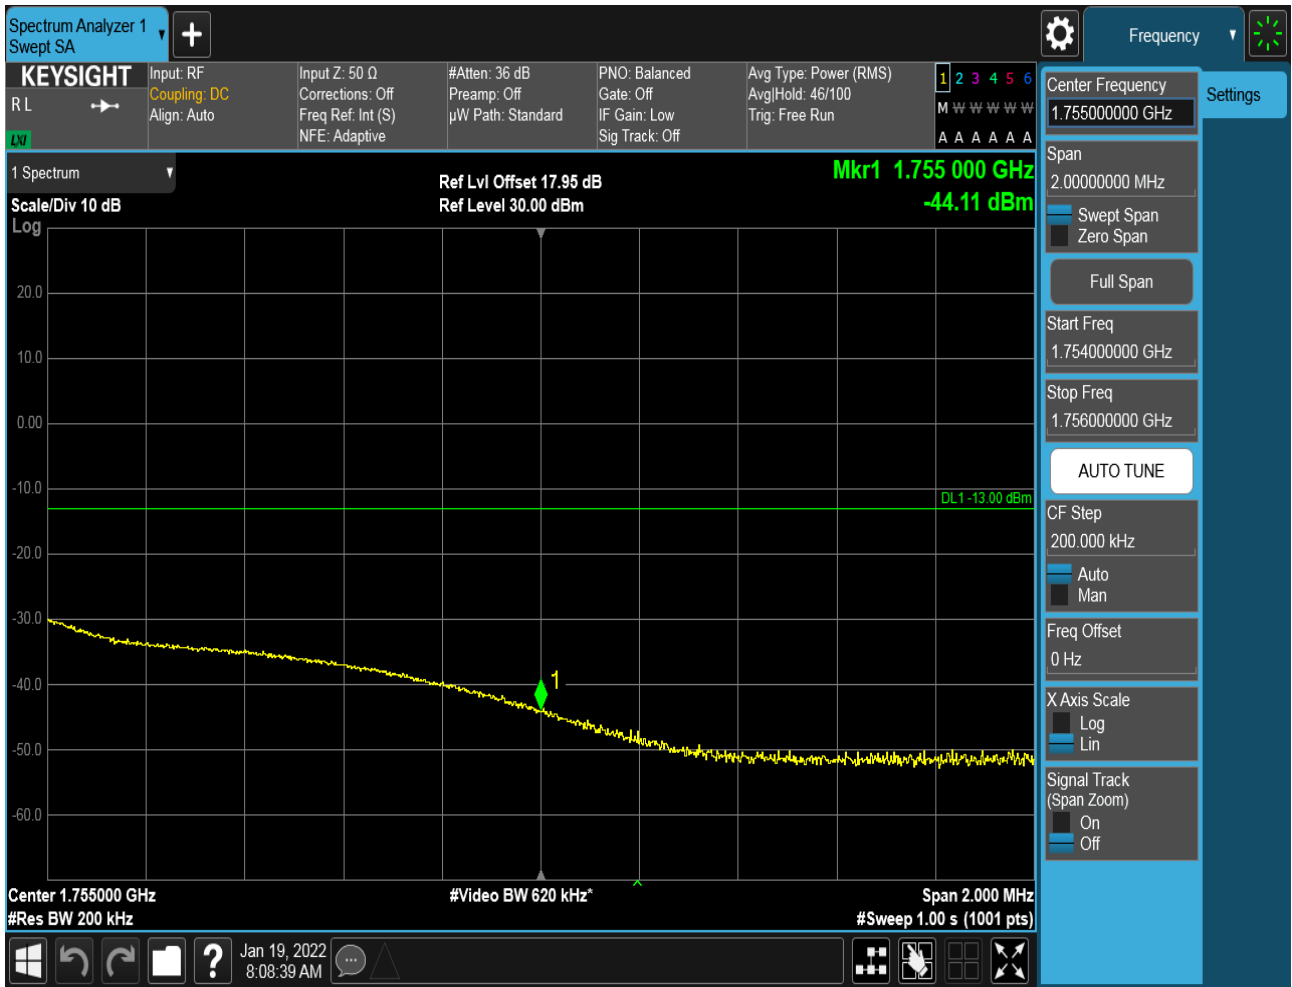 Spectrum Analyzer 1
Swept SA
Frequency
KEYSIGHT
R L
LXI
Input: RF
Coupling: DC
Align: Auto
Input Z: 50 Ω
Corrections: Off
Freq Ref: Int (S)
NFE: Adaptive
#Atten: 36 dB
Preamp: Off
µW Path: Standard
PNO: Balanced
Gate: Off
IF Gain: Low
Sig Track: Off
Avg Type: Power (RMS)
Avg|Hold: 46/100
Trig: Free Run
1 2 3 4 5 6
M W W W W W
A A A A A A
1 Spectrum
Scale/Div 10 dB
Log
Ref Lvl Offset 17.95 dB
Ref Level 30.00 dBm
Mkr1 1.755 000 GHz
-44.11 dBm
20.0
10.0
0.00
-10.0
DL1 -13.00 dBm
-20.0
-30.0
-40.0
1
-50.0
-60.0
Center 1.755000 GHz
#Video BW 620 kHz*
Span 2.000 MHz
#Res BW 200 kHz
#Sweep 1.00 s (1001 pts)
Center Frequency
1.755000000 GHz
Settings
Span
2.00000000 MHz
Swept Span
Zero Span
Full Span
Start Freq
1.754000000 GHz
Stop Freq
1.756000000 GHz
AUTO TUNE
CF Step
200.000 kHz
Auto
Man
Freq Offset
0 Hz
X Axis Scale
Log
Lin
Signal Track
(Span Zoom)
On
Off
?
Jan 19, 2022
8:08:39 AM